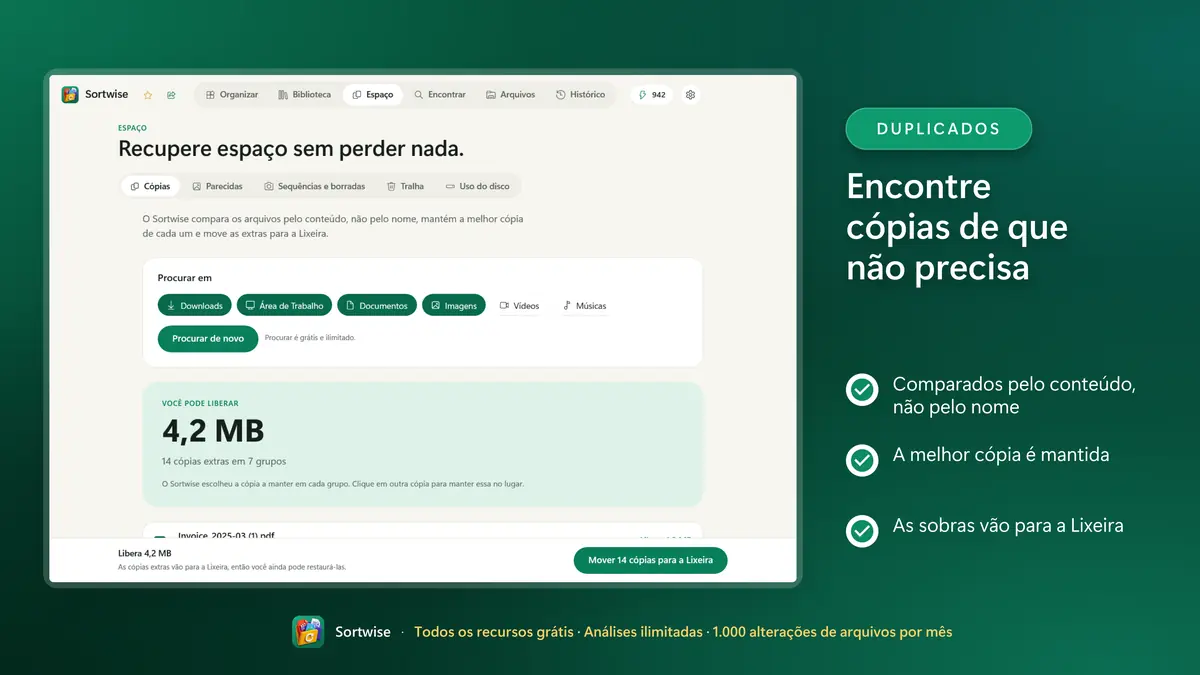 Sortwise
Organizar
Biblioteca
Espaço
Encontrar
Arquivos
Histórico
942
ESPAÇO
Recupere espaço sem perder nada.
Cópias
Parecidas
Sequências e borradas
Tralha
Uso do disco
O Sortwise compara os arquivos pelo conteúdo, não pelo nome, mantém a melhor cópia
de cada um e move as extras para a Lixeira.
Procurar em
Downloads
Área de Trabalho
Documentos
Imagens
Vídeos
Músicas
Procurar de novo
Procurar é grátis e ilimitado.
VOCÊ PODE LIBERAR
4,2 MB
14 cópias extras em 7 grupos
O Sortwise escolheu a cópia a manter em cada grupo. Clique em outra cópia para manter essa no lugar.
Invoice_2025-03 (1).pdf
Libera 4,2 MB
As cópias extras vão para a Lixeira, então você ainda pode restaurá-las.
Mover 14 cópias para a Lixeira
DUPLICADOS
Encontre
cópias de que
não precisa
Comparados pelo conteúdo,
não pelo nome
A melhor cópia é mantida
As sobras vão para a Lixeira
Sortwise · Todos os recursos grátis · Análises ilimitadas · 1.000 alterações de arquivos por mês